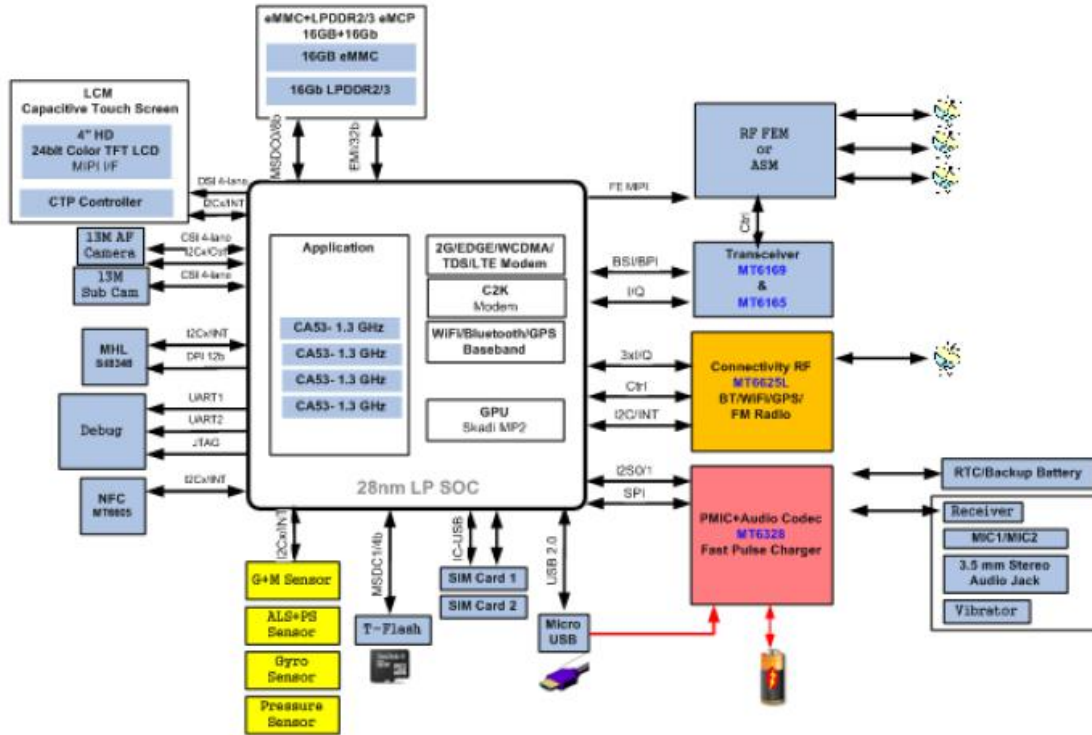 eMMC+LPDDR2/3 eMCP
16GB+16Gb
16GB eMMC
16Gb LPDDR2/3
LCM
Capacitive Touch Screen
4" HD
24bit Color TFT LCD
MIPI I/F
CTP Controller
MSDC0/8b
EMI/32b
DSI 4-lane
I2Cx/INT
13M AF
Camera
CSI 4-lane
I2Cx/Ctrl
13M
Sub Cam
CSI 4-lane
MHL
I2Cx/INT
DPI 12b
Debug
UART1
UART2
JTAG
NFC
MT6605
I2Cx/INT
Application
CA53- 1.3 GHz
CA53- 1.3 GHz
CA53- 1.3 GHz
CA53- 1.3 GHz
2G/EDGE/WCDMA/
TDS/LTE Modem
C2K
Modem
WiFi/Bluetooth/GPS
Baseband
GPU
Skadi MP2
28nm LP SOC
FE MIPI
RF FEM
or
ASM
Ctrl
BSI/BPI
I/Q
Transceiver
MT6169
&
MT6165
3xI/Q
Ctrl
I2C/INT
Connectivity RF
MT6625L
BT/WiFi/GPS/
FM Radio
I2S0/1
SPI
PMIC+Audio Codec
MT6328
Fast Pulse Charger
RTC/Backup Battery
Receiver
MIC1/MIC2
3.5 mm Stereo
Audio Jack
Vibrator
I2Cx/INT
G+M Sensor
ALS+PS
Sensor
Gyro
Sensor
Pressure
Sensor
MSDC1/4b
T-Flash
IC-USB
SIM Card 1
SIM Card 2
USB 2.0
Micro
USB